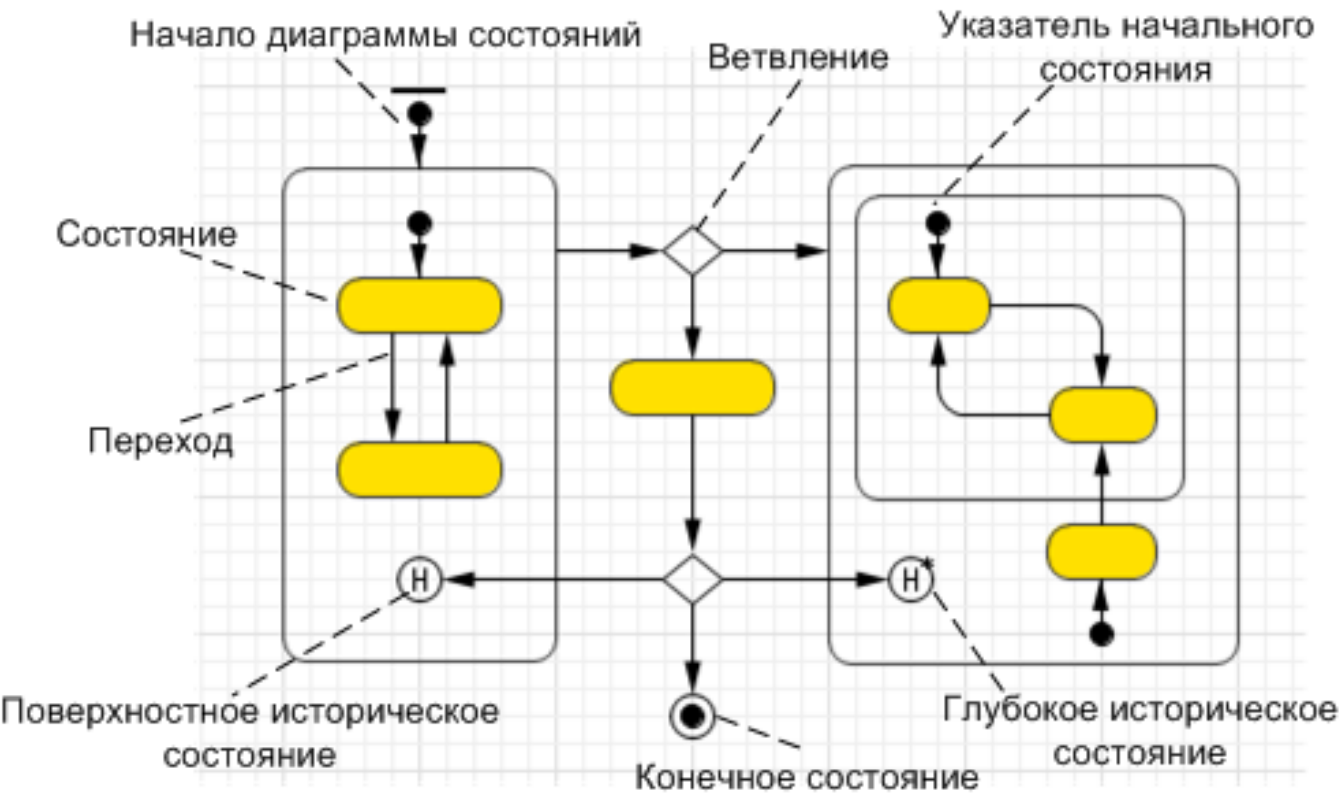 Начало диаграммы состояний
Ветвление
Указатель начального
состояния
Состояние
Переход
H
H*
Поверхностное историческое
состояние
Глубокое историческое
состояние
Конечное состояние